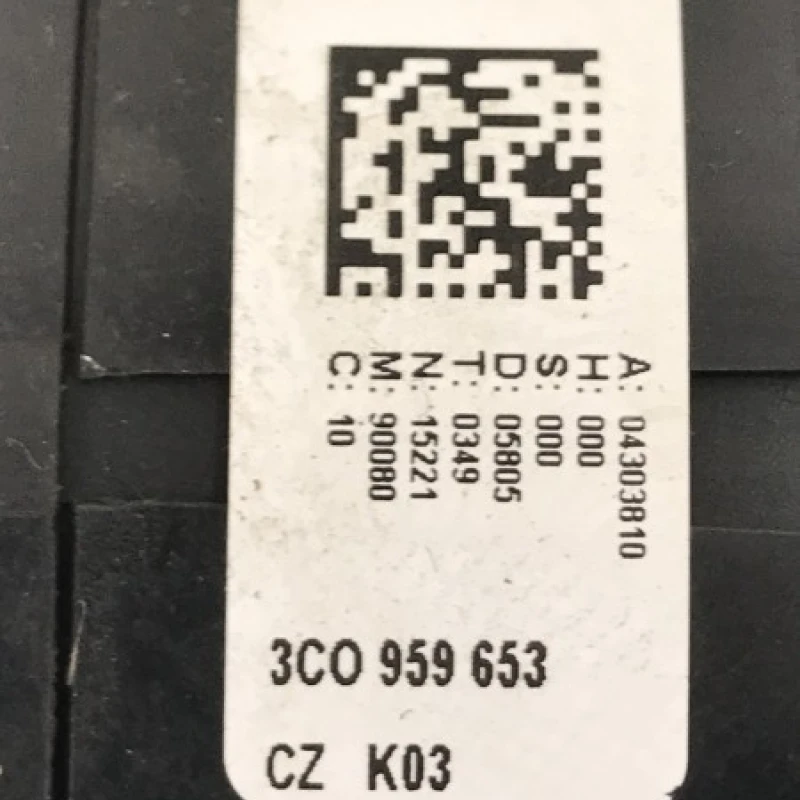 A: 04303810
H: 000
S: 000
D: 05805
T: 0349
N: 15221
M: 90080
C: 10
3C0 959 653
CZ K03